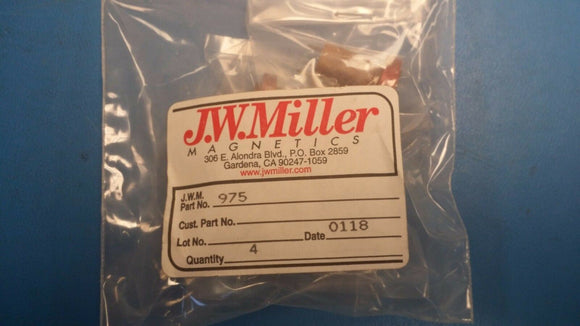 J.W.Miller
MAGNETICS
306 E. Alondra Blvd., P.O. Box 2859
Gardena, CA 90247-1059
www.jwmiller.com
J.W.M.
Part No. 975
Cust. Part No.
Lot No. Date 0118
Quantity 4